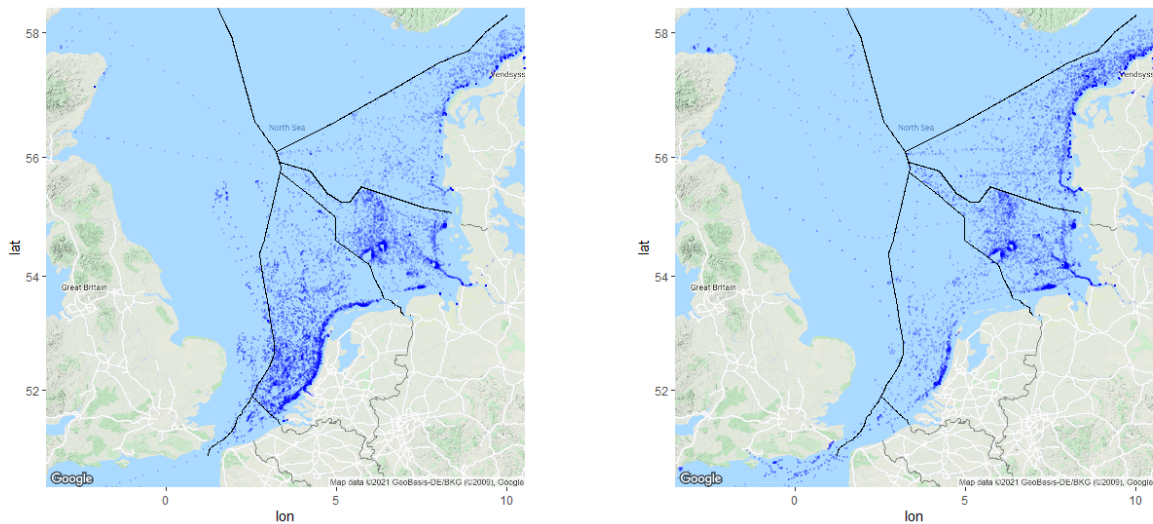 58
56
54
52
lat
North Sea
Vendsyss
Great Britain
Google
Map data ©2021 GeoBasis-DE/BKG (©2009), Google
0
5
10
lon
58
56
54
52
lat
North Sea
Vendsyss
Great Britain
Google
Map data ©2021 GeoBasis-DE/BKG (©2009), Google
0
5
10
lon